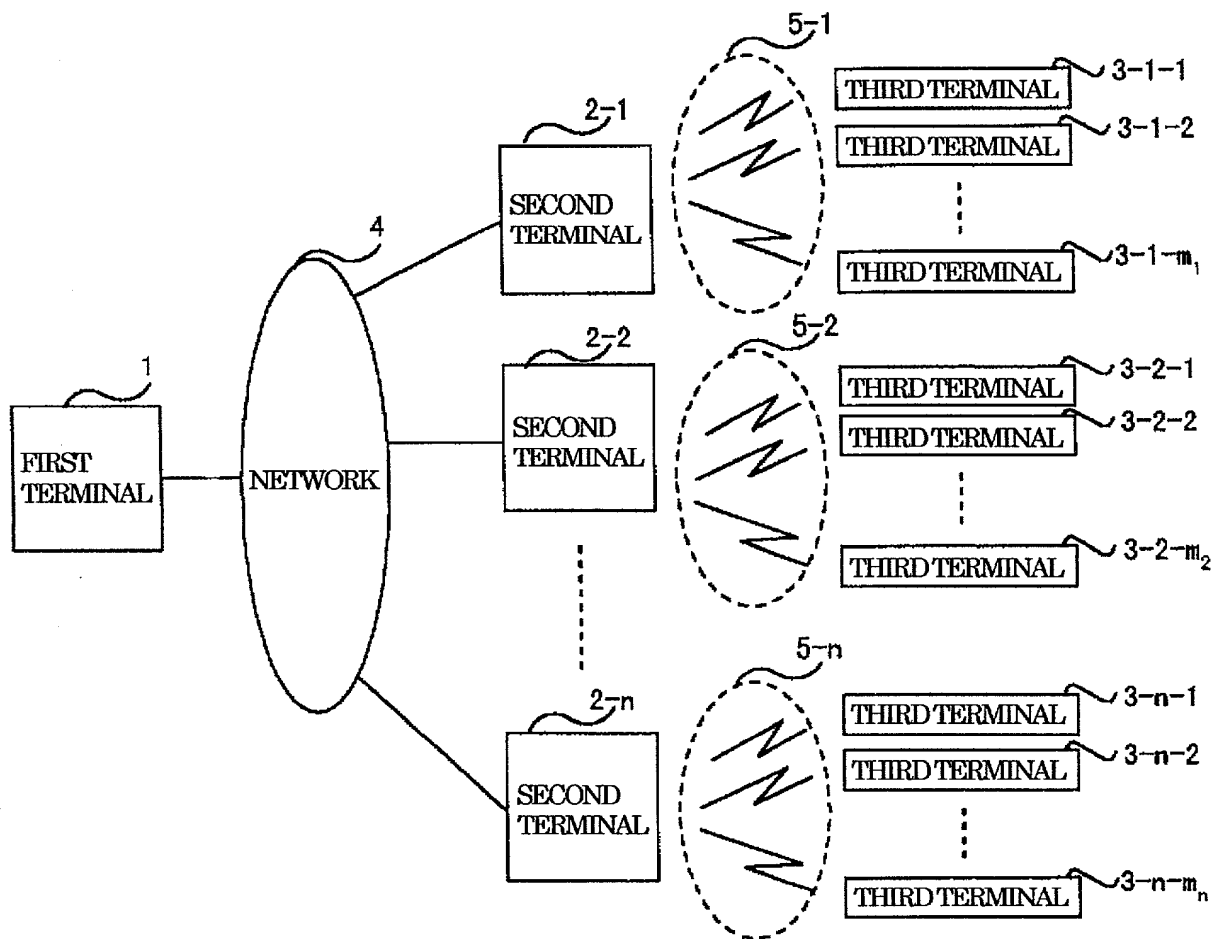 5-1
3-1-1
THIRD TERMINAL
3-1-2
THIRD TERMINAL
2-1
SECOND
TERMINAL
3-1-m₁
THIRD TERMINAL
4
5-2
2-2
3-2-1
THIRD TERMINAL
3-2-2
THIRD TERMINAL
1
SECOND
TERMINAL
FIRST
TERMINAL
NETWORK
3-2-m₂
THIRD TERMINAL
5-n
3-n-1
THIRD TERMINAL
2-n
3-n-2
THIRD TERMINAL
SECOND
TERMINAL
3-n-mₙ
THIRD TERMINAL